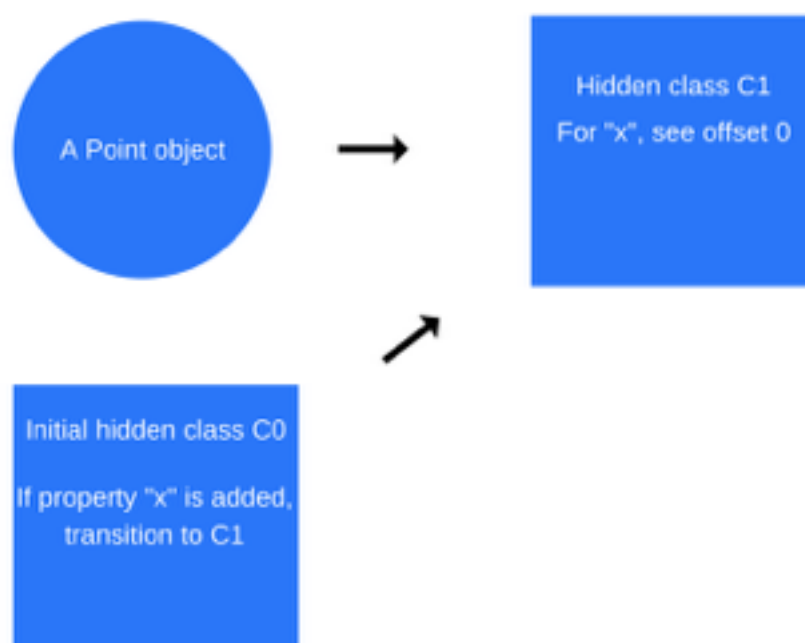 A Point object
Hidden class C1
For "x", see offset 0
Initial hidden class C0
If property "x" is added,
transition to C1